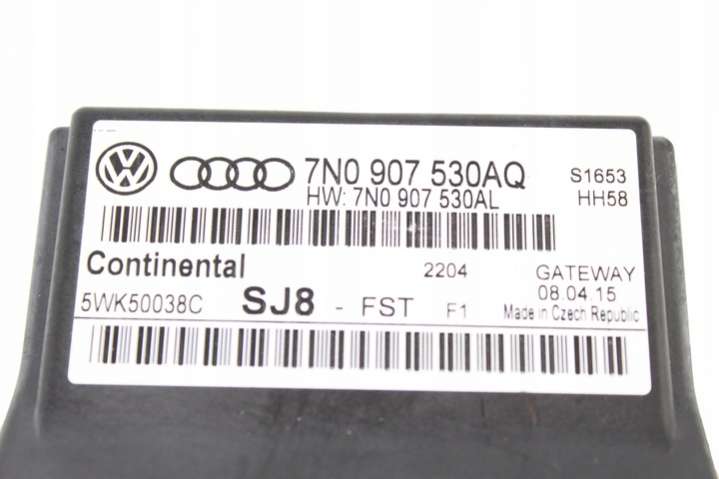 7N0 907 530AQ S1653
HW: 7N0 907 530AL HH58
Continental 2204 GATEWAY
5WK50038C SJ8 - FST F1 08.04.15
Made in Czech Republic